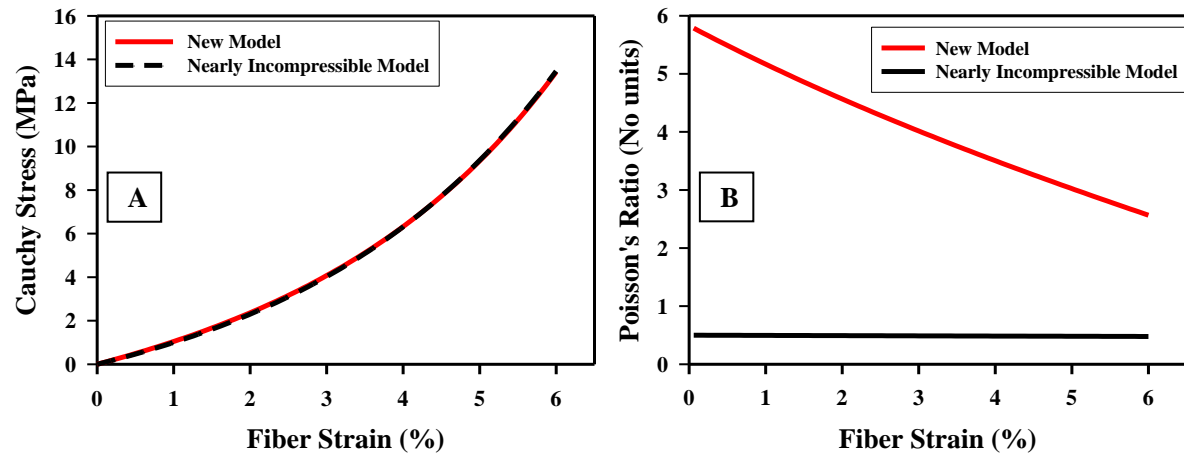 16
14
12
10
8
6
4
2
0
Cauchy Stress (MPa)
New Model
Nearly Incompressible Model
A
0 1 2 3 4 5 6
Fiber Strain (%)
6
5
4
3
2
1
0
Poisson's Ratio (No units)
New Model
Nearly Incompressible Model
B
0 1 2 3 4 5 6
Fiber Strain (%)